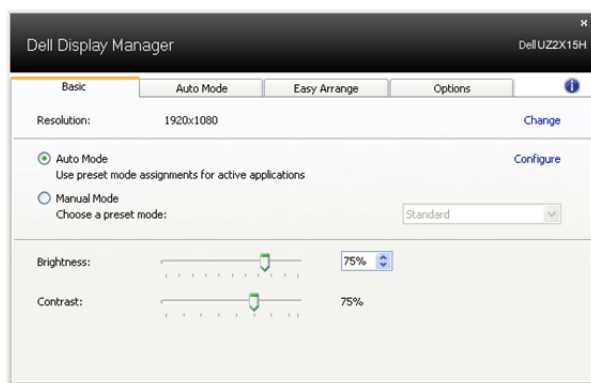 Dell Display Manager
Dell UZ2X15H
Basic
Auto Mode
Easy Arrange
Options
Resolution:
1920x1080
Change
Auto Mode
Configure
Use preset mode assignments for active applications
Manual Mode
Choose a preset mode:
Standard
Brightness:
75%
Contrast:
75%